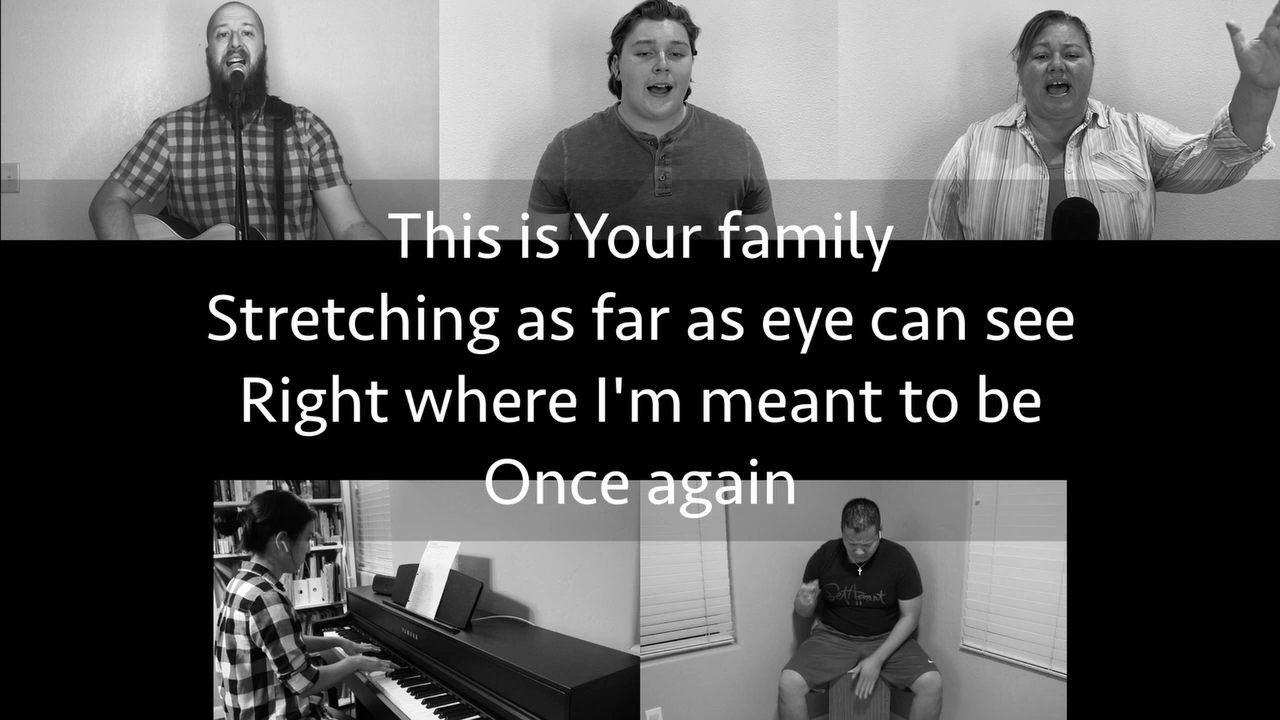 This is Your family
Stretching as far as eye can see
Right where I'm meant to be
Once again
YAMAHA